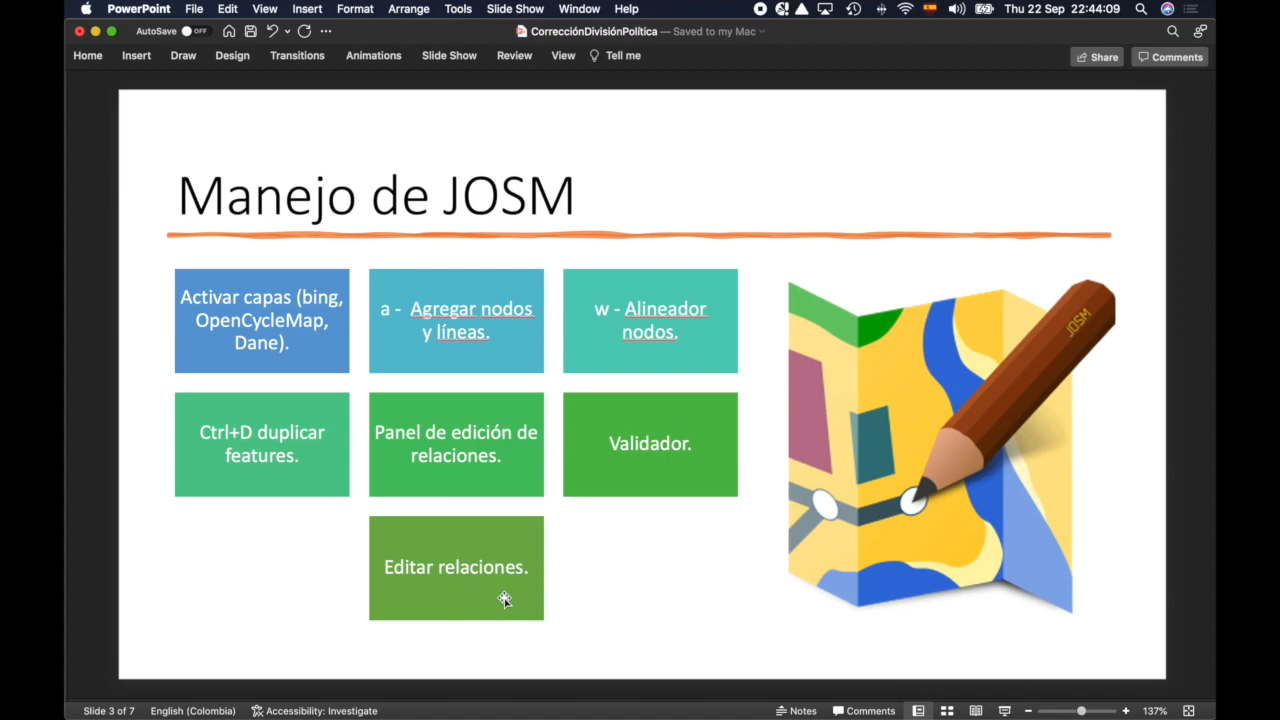 PowerPoint File Edit View Insert Format Arrange Tools Slide Show Window Help Thu 22 Sep 22:44:09
AutoSave OFF CorrecciónDivisiónPolítica — Saved to my Mac
Home Insert Draw Design Transitions Animations Slide Show Review View Tell me Share Comments
Manejo de JOSM
Activar capas (bing,
OpenCycleMap,
Dane).
a - Agregar nodos
y líneas.
w - Alineador
nodos.
Ctrl+D duplicar
features.
Panel de edición de
relaciones.
Validador.
Editar relaciones.
JOSM
Slide 3 of 7 English (Colombia) Accessibility: Investigate Notes Comments 137%